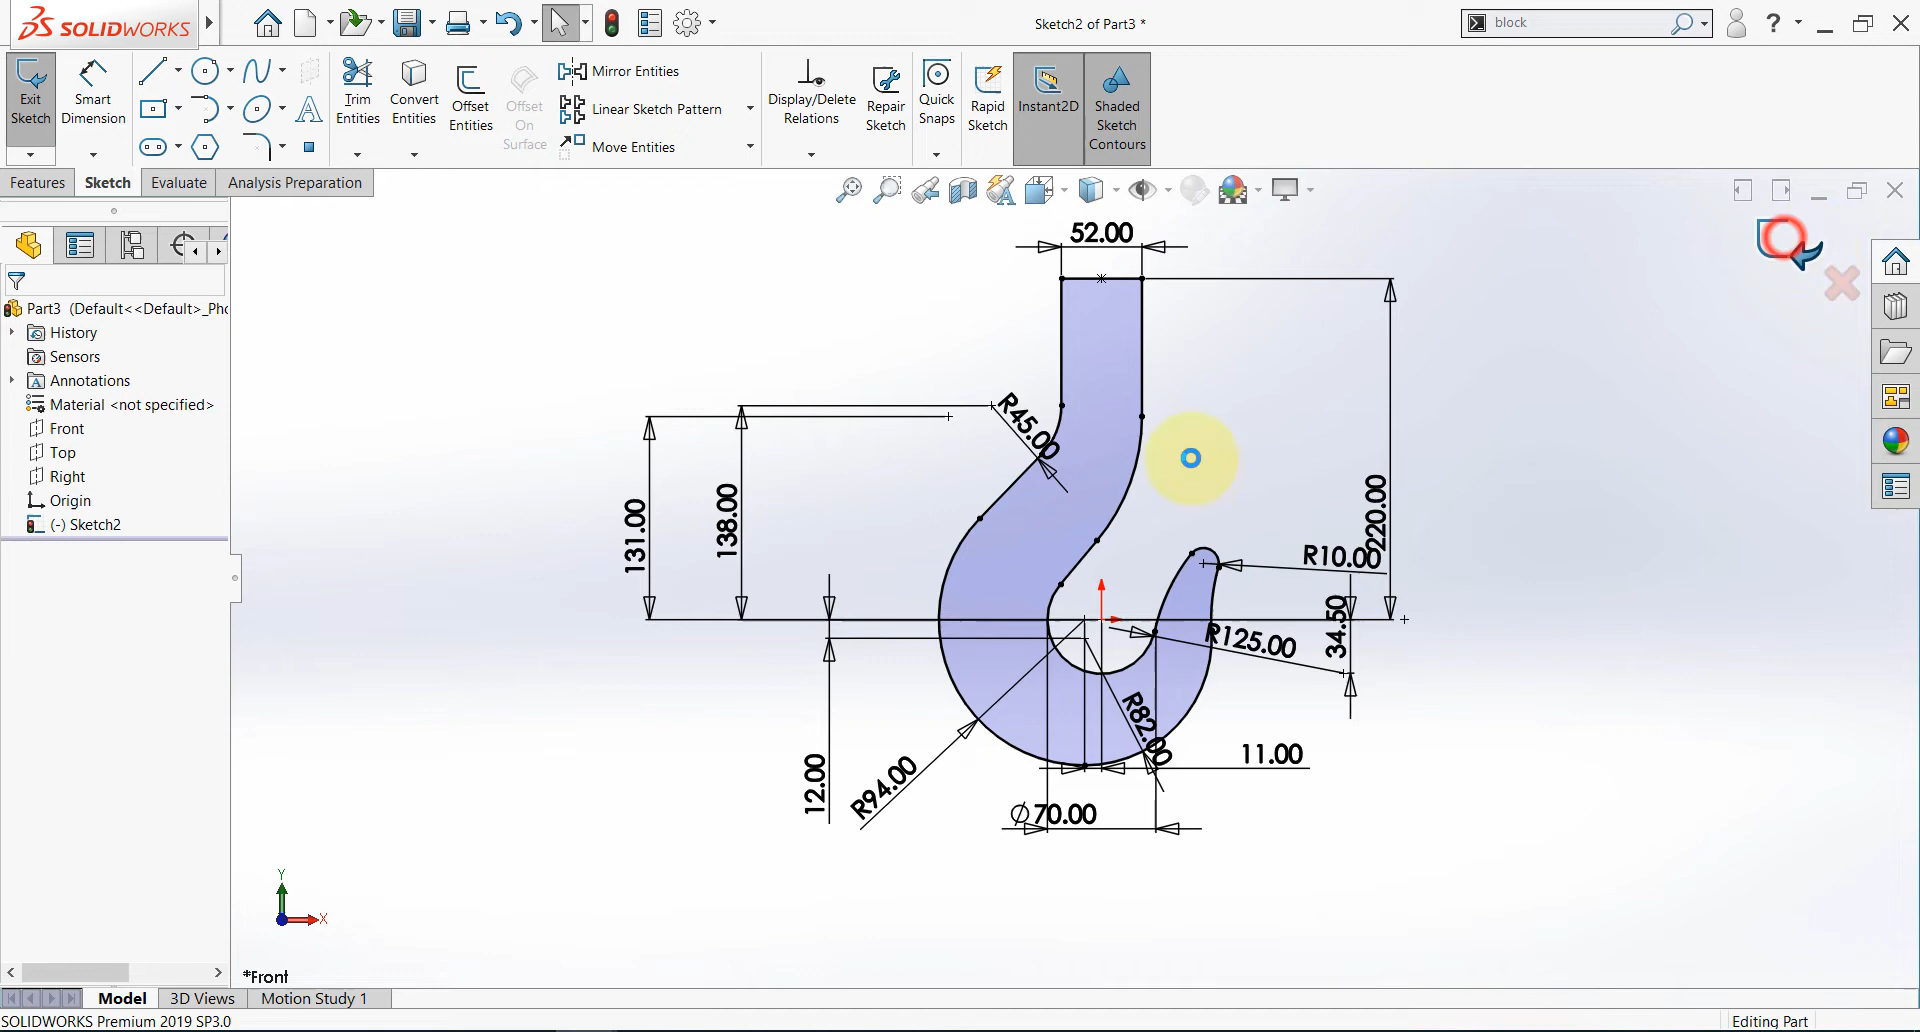 SOLIDWORKS
Sketch2 of Part3 *
block
?
Exit Sketch
Smart Dimension
Trim Entities
Convert Entities
Offset Entities
Offset On Surface
Mirror Entities
Linear Sketch Pattern
Move Entities
Display/Delete Relations
Repair Sketch
Quick Snaps
Rapid Sketch
Instant2D
Shaded Sketch Contours
Features
Sketch
Evaluate
Analysis Preparation
Part3 (Default<<Default>_Pho
History
Sensors
Annotations
Material <not specified>
Front
Top
Right
Origin
(-) Sketch2
52.00
R45.00
131.00
138.00
220.00
R10.00
34.50
R125.00
R82.00
12.00
R94.00
11.00
∅70.00
Y
X
*Front
Model
3D Views
Motion Study 1
SOLIDWORKS Premium 2019 SP3.0
Editing Part